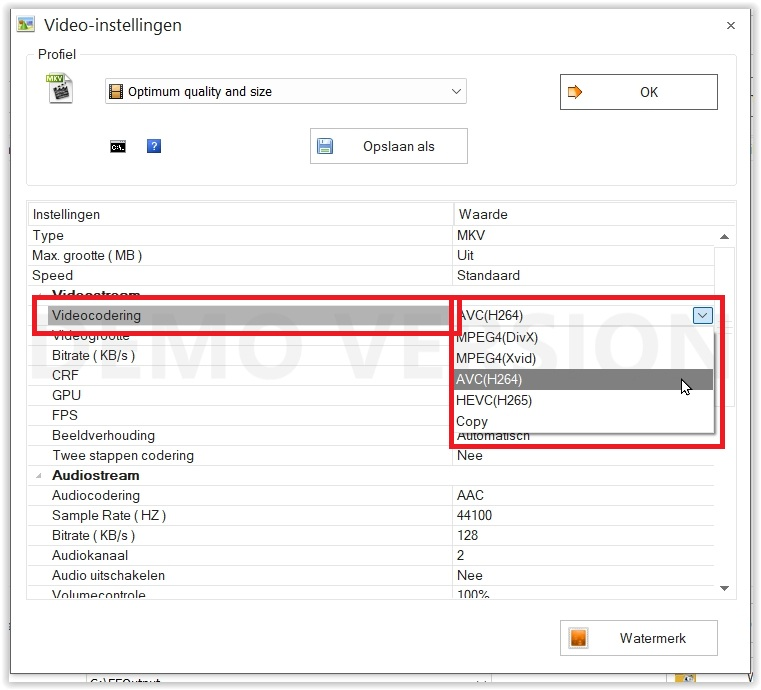 Video-instellingen
Profiel
MKV
Optimum quality and size
OK
C:\.
?
Opslaan als
Instellingen Waarde
Type MKV
Max. grootte ( MB ) Uit
Speed Standaard
Videostream
Videocodering AVC(H264)
Videogrootte
MPEG4(DivX)
Bitrate ( KB/s )
MPEG4(Xvid)
CRF
AVC(H264)
GPU
HEVC(H265)
FPS
Copy
Beeldverhouding Automatisch
Twee stappen codering Nee
Audiostream
Audiocodering AAC
Sample Rate ( HZ ) 44100
Bitrate ( KB/s ) 128
Audiokanaal 2
Audio uitschakelen Nee
Volumecontrole 100%
DEMO VERSION
Watermerk